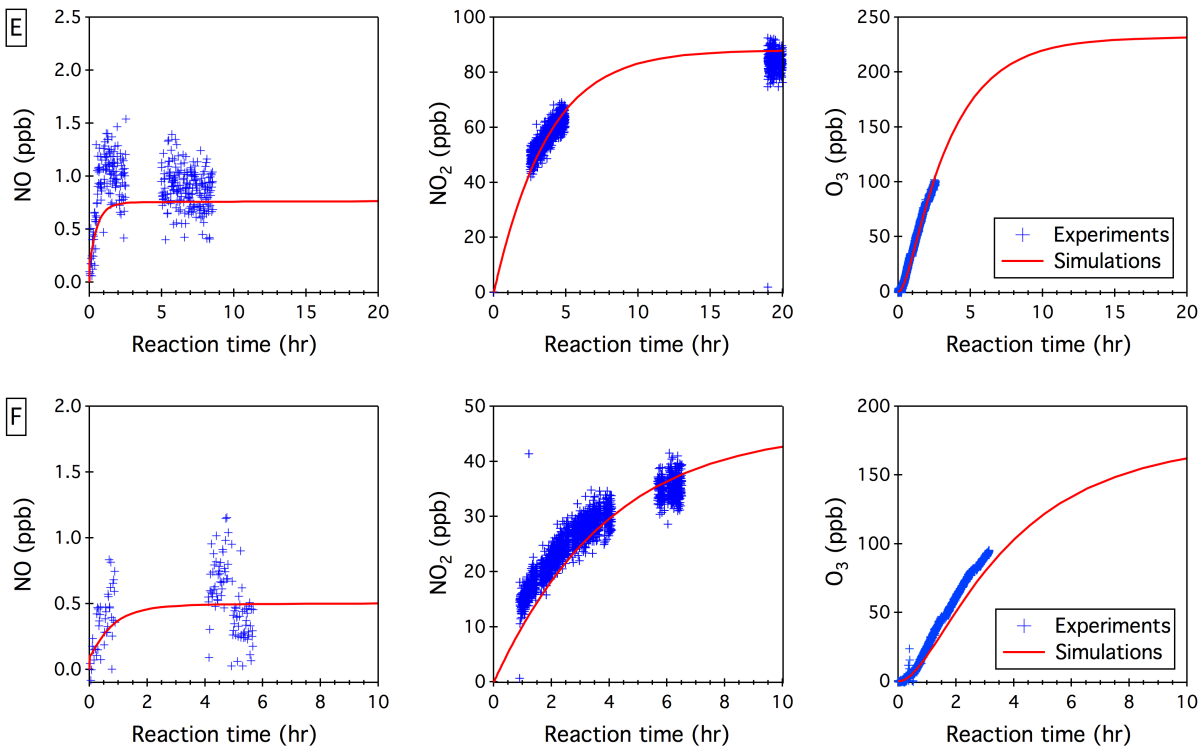 E
NO (ppb)
2.5
2.0
1.5
1.0
0.5
0.0
0 5 10 15 20
Reaction time (hr)
NO2 (ppb)
100
80
60
40
20
0
0 5 10 15 20
Reaction time (hr)
O3 (ppb)
250
200
150
100
50
0
0 5 10 15 20
Reaction time (hr)
Experiments
Simulations
F
NO (ppb)
2.0
1.5
1.0
0.5
0.0
0 2 4 6 8 10
Reaction time (hr)
NO2 (ppb)
50
40
30
20
10
0
0 2 4 6 8 10
Reaction time (hr)
O3 (ppb)
200
150
100
50
0
0 2 4 6 8 10
Reaction time (hr)
Experiments
Simulations